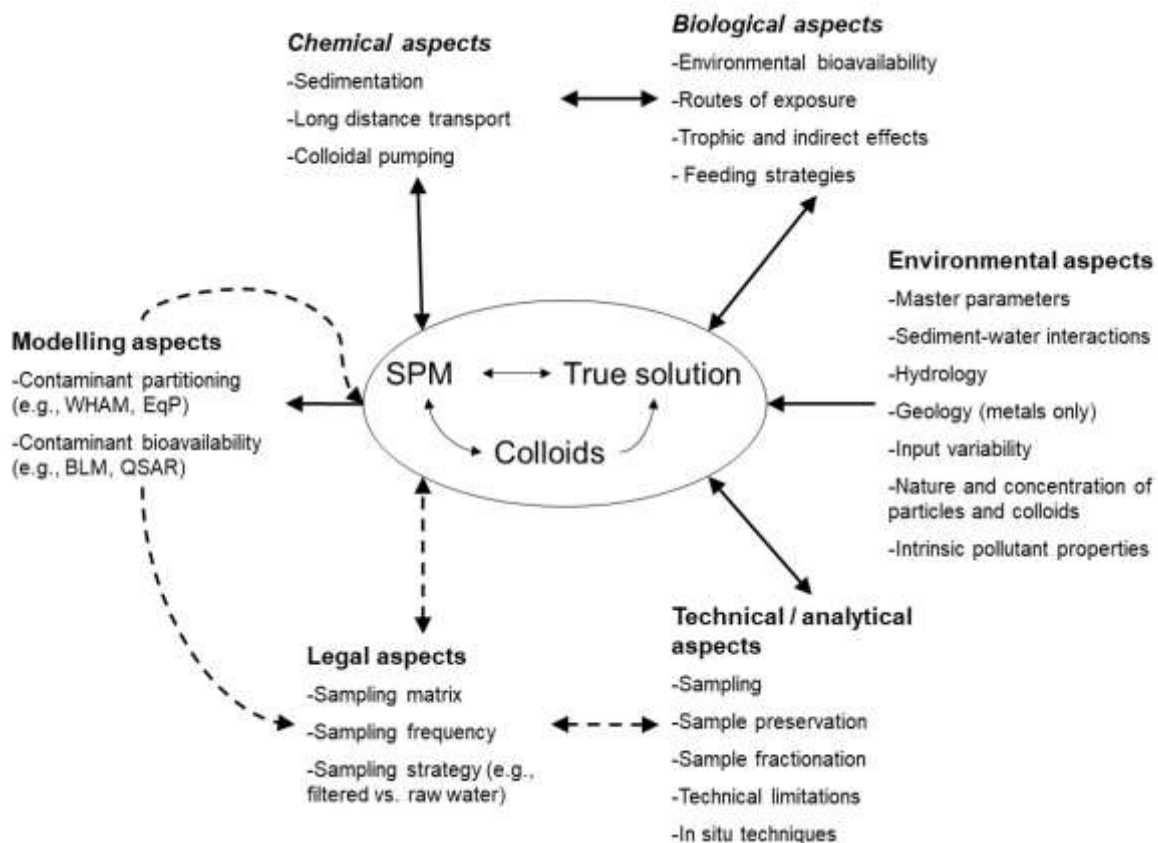 Chemical aspects
-Sedimentation
-Long distance transport
-Colloidal pumping
Biological aspects
-Environmental bioavailability
-Routes of exposure
-Trophic and indirect effects
- Feeding strategies
Environmental aspects
-Master parameters
-Sediment-water interactions
-Hydrology
-Geology (metals only)
-Input variability
-Nature and concentration of
particles and colloids
-Intrinsic pollutant properties
Modelling aspects
-Contaminant partitioning
(e.g., WHAM, EqP)
-Contaminant bioavailability
(e.g., BLM, QSAR)
SPM
True solution
Colloids
Legal aspects
-Sampling matrix
-Sampling frequency
-Sampling strategy (e.g.,
filtered vs. raw water)
Technical / analytical
aspects
-Sampling
-Sample preservation
-Sample fractionation
-Technical limitations
-In situ techniques